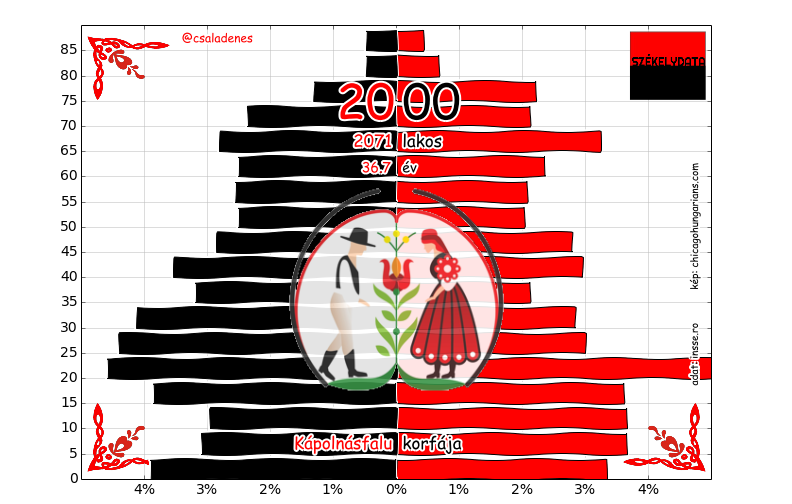 @csaladenes
SZÉKELYDATA
2000
2071 lakos
36.7 év
kép: chicagohungarians.com
adat: insse.ro
Kápolnásfalu korfája
85
80
75
70
65
60
55
50
45
40
35
30
25
20
15
10
5
0
4% 3% 2% 1% 0% 1% 2% 3% 4%